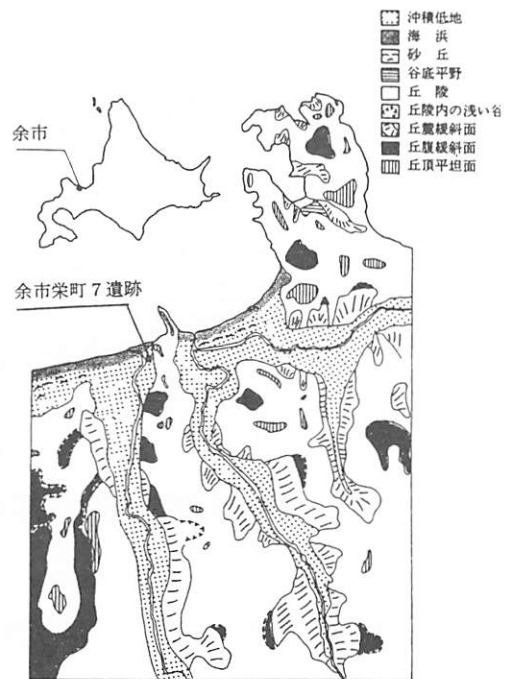 沖積低地
海浜
砂丘
谷底平野
丘陵
丘陵内の浅い谷
丘麓緩斜面
丘腹緩斜面
丘頂平坦面
余市
余市栄町7遺跡